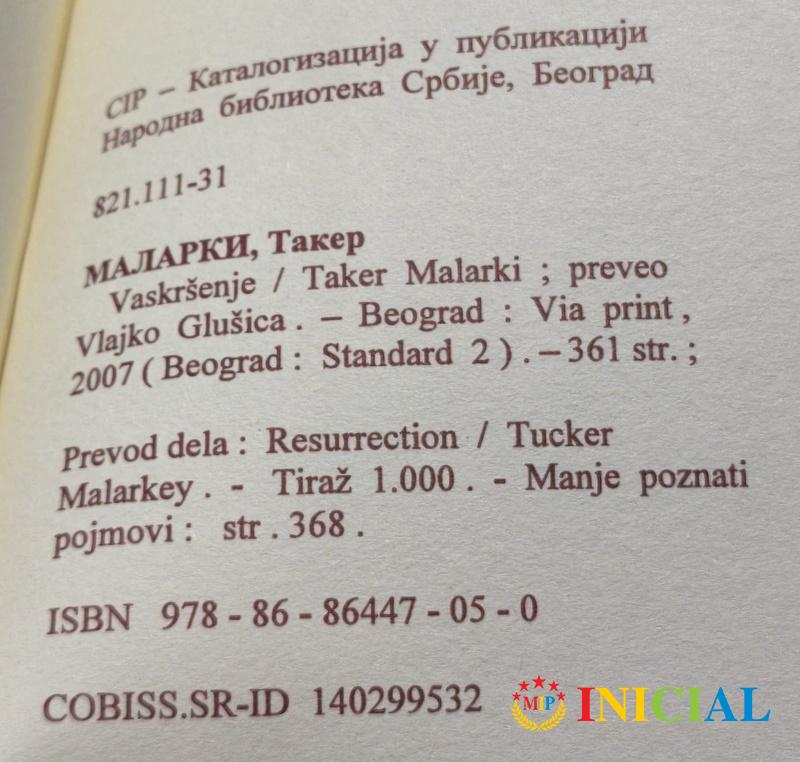 CIP – Каталогизација у публикацији
Народна библиотека Србије, Београд
821.111-31
МАЛАРКИ, Такер
Vaskršenje / Taker Malarki ; preveo
Vlajko Glušica . – Beograd : Via print ,
2007 ( Beograd : Standard 2 ) . – 361 str. ;
Prevod dela : Resurrection / Tucker
Malarkey . - Tiraž 1.000 . - Manje poznati
pojmovi : str . 368 .
ISBN 978 - 86 - 86447 - 05 - 0
COBISS.SR-ID 140299532
MIP INICIAL